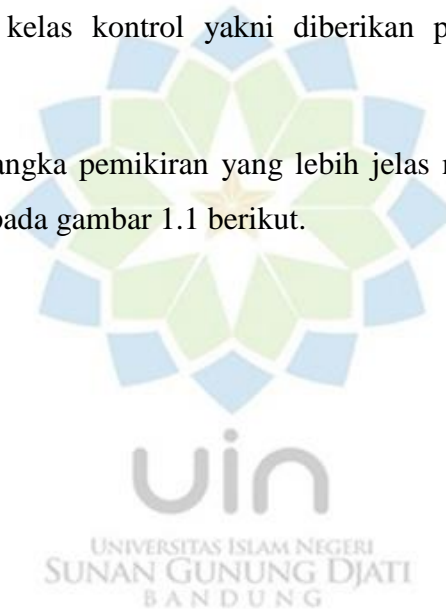 kelas kontrol yakni diberikan p
angka pemikiran yang lebih jelas
pada gambar 1.1 berikut.
uin
UNIVERSITAS ISLAM NEGERI
SUNAN GUNUNG DJATI
BANDUNG